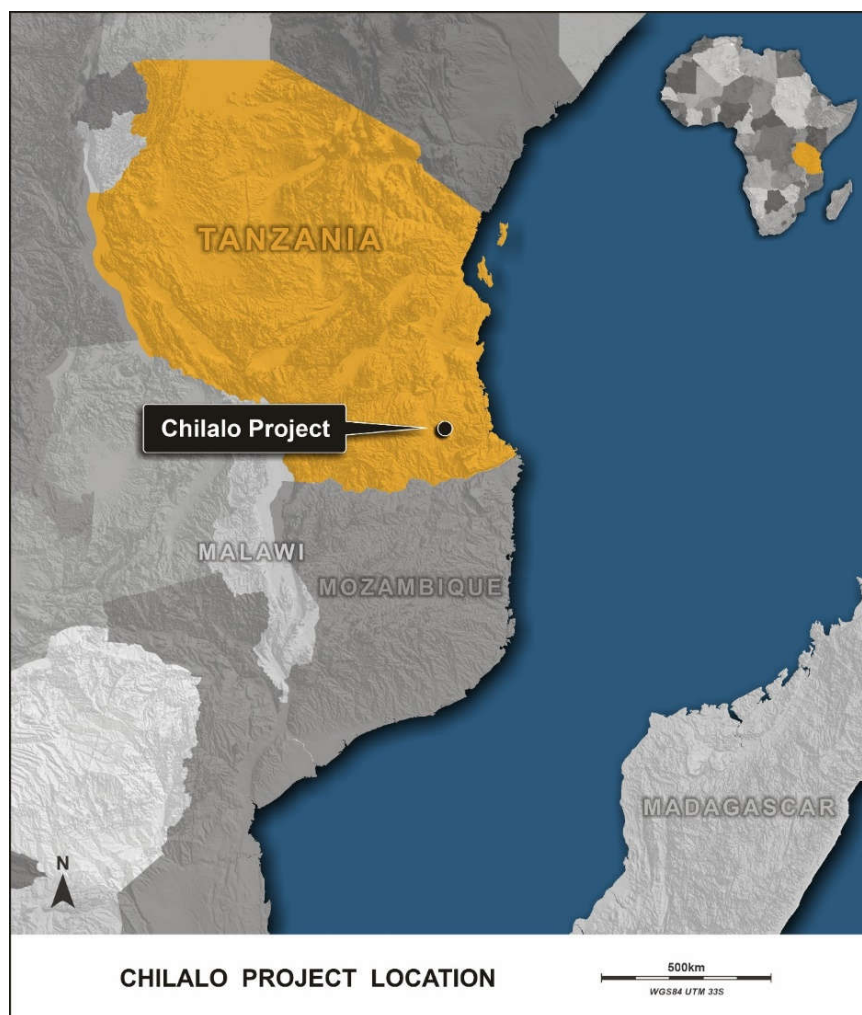 TANZANIA
Chilalo Project
MALAWI
MOZAMBIQUE
MADAGASCAR
N
CHILALO PROJECT LOCATION
500km
WGS84 UTM 33S